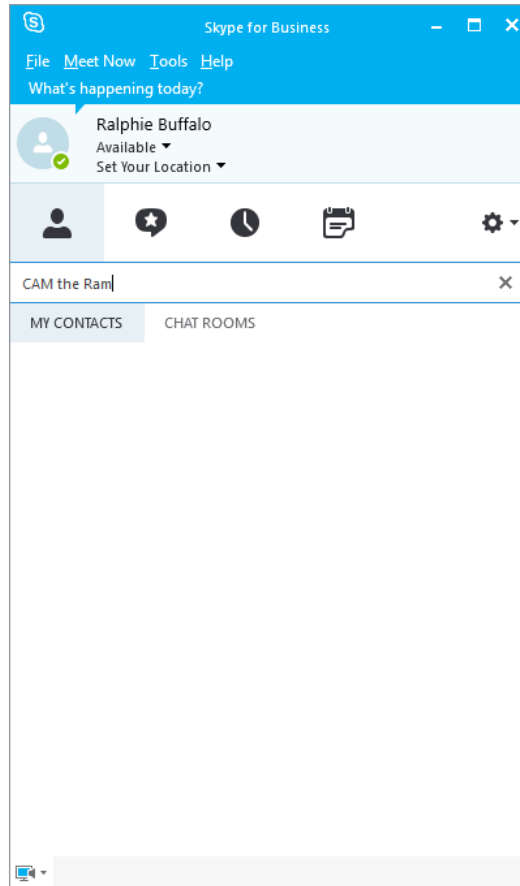 Skype for Business
File Meet Now Tools Help
What's happening today?
Ralphie Buffalo
Available
Set Your Location
CAM the Ram
MY CONTACTS CHAT ROOMS